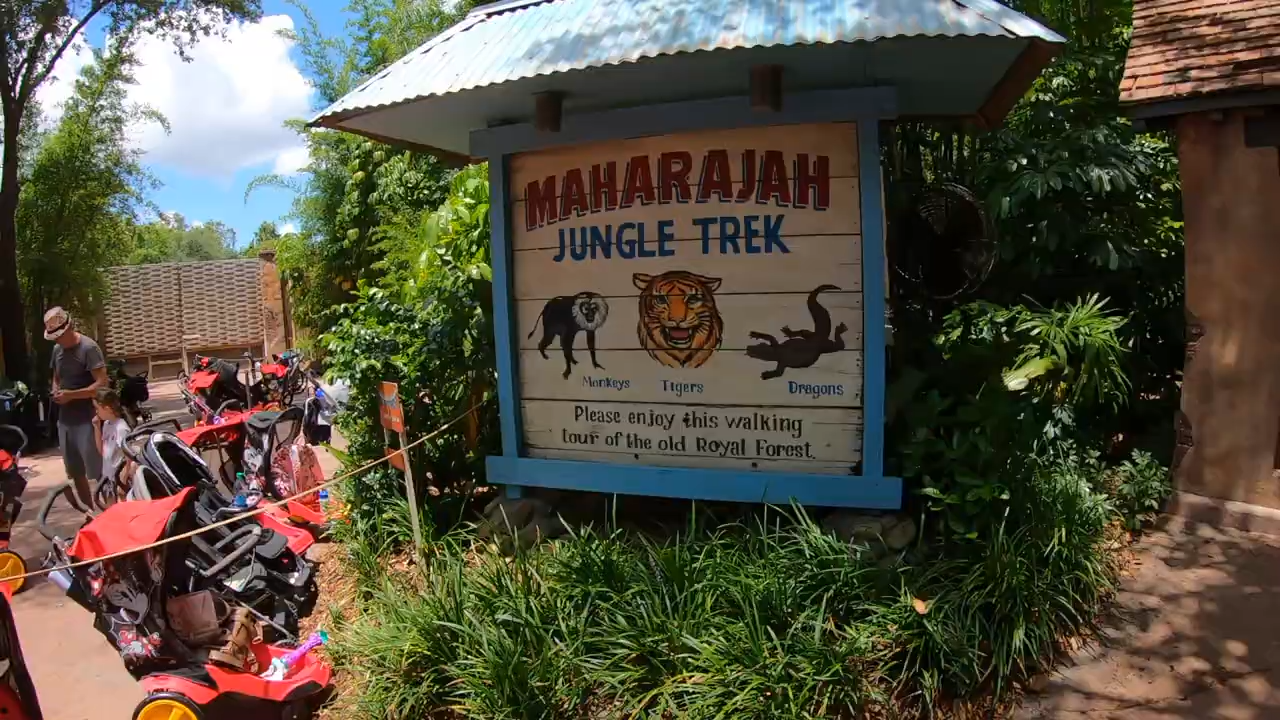 MAHARAJAH
JUNGLE TREK
Monkeys Tigers Dragons
Please enjoy this walking
tour of the old Royal Forest.